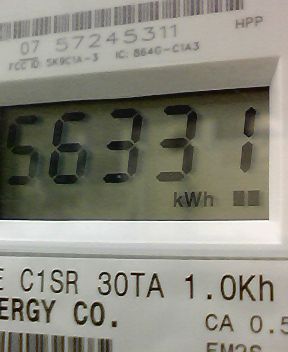 HPP
07 57245311
FCC ID: SK9C1A-3 IC: 864G-C1A3
56331
kWh
E C1SR 30TA 1.0Kh
ERGY CO.
CA 0.5
FM2S